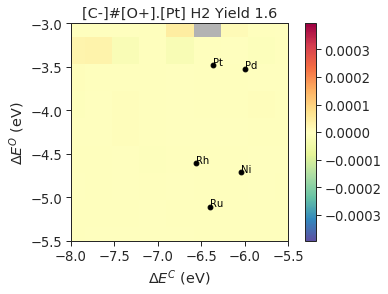 [C-]#[O+].[Pt] H2 Yield 1.6
−3.0
−3.5
−4.0
−4.5
−5.0
−5.5
ΔE^O (eV)
Pt
Pd
Rh
Ni
Ru
−8.0 −7.5 −7.0 −6.5 −6.0 −5.5
ΔE^C (eV)
0.0003
0.0002
0.0001
0.0000
−0.0001
−0.0002
−0.0003